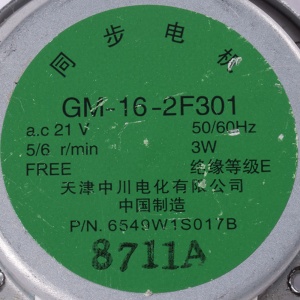 同步电机
GM-16-2F301
a.c 21 V 50/60Hz
5/6 r/min 3W
FREE 绝缘等级E
天津中川电化有限公司
中国制造
P/N. 6549W1S017B
8711A